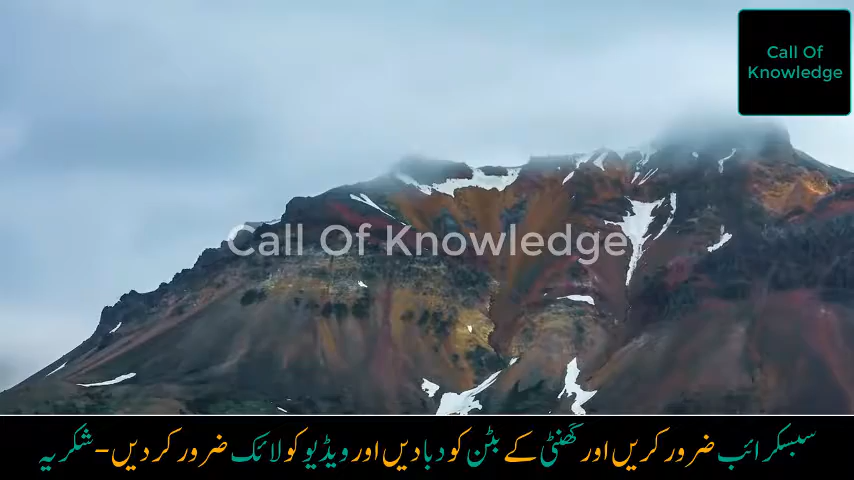 Call Of
Knowledge
Call Of Knowledge
سبسکرائب ضرور کریں اور گھنٹی کے بٹن کو دبا دیں اور ویڈیو کو لائک ضرور کر دیں-شکریہ